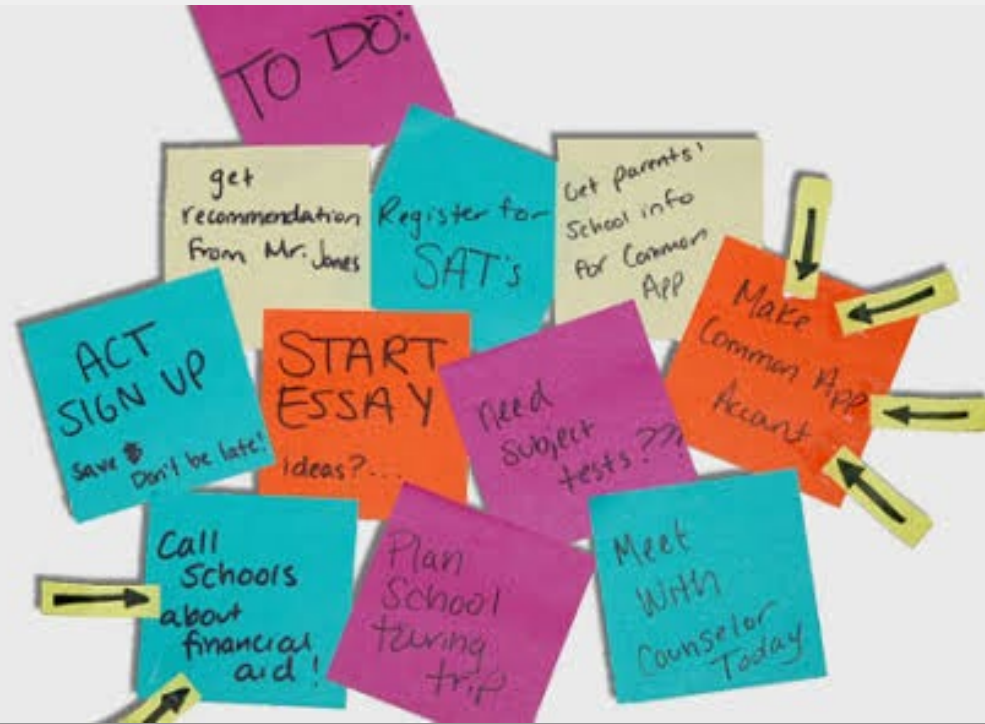 TO DO:
get
recommendation
from Mr. Jones
Register for
SAT's
Get parents'
School info
for Common
App
Make
Common App
Account
ACT
SIGN UP
save $
Don't be late!
START
ESSAY
ideas?...
need
subject
tests???
Call
Schools
about
financial
aid!
Plan
School
turing
trip
Meet
With
Counselor
Today